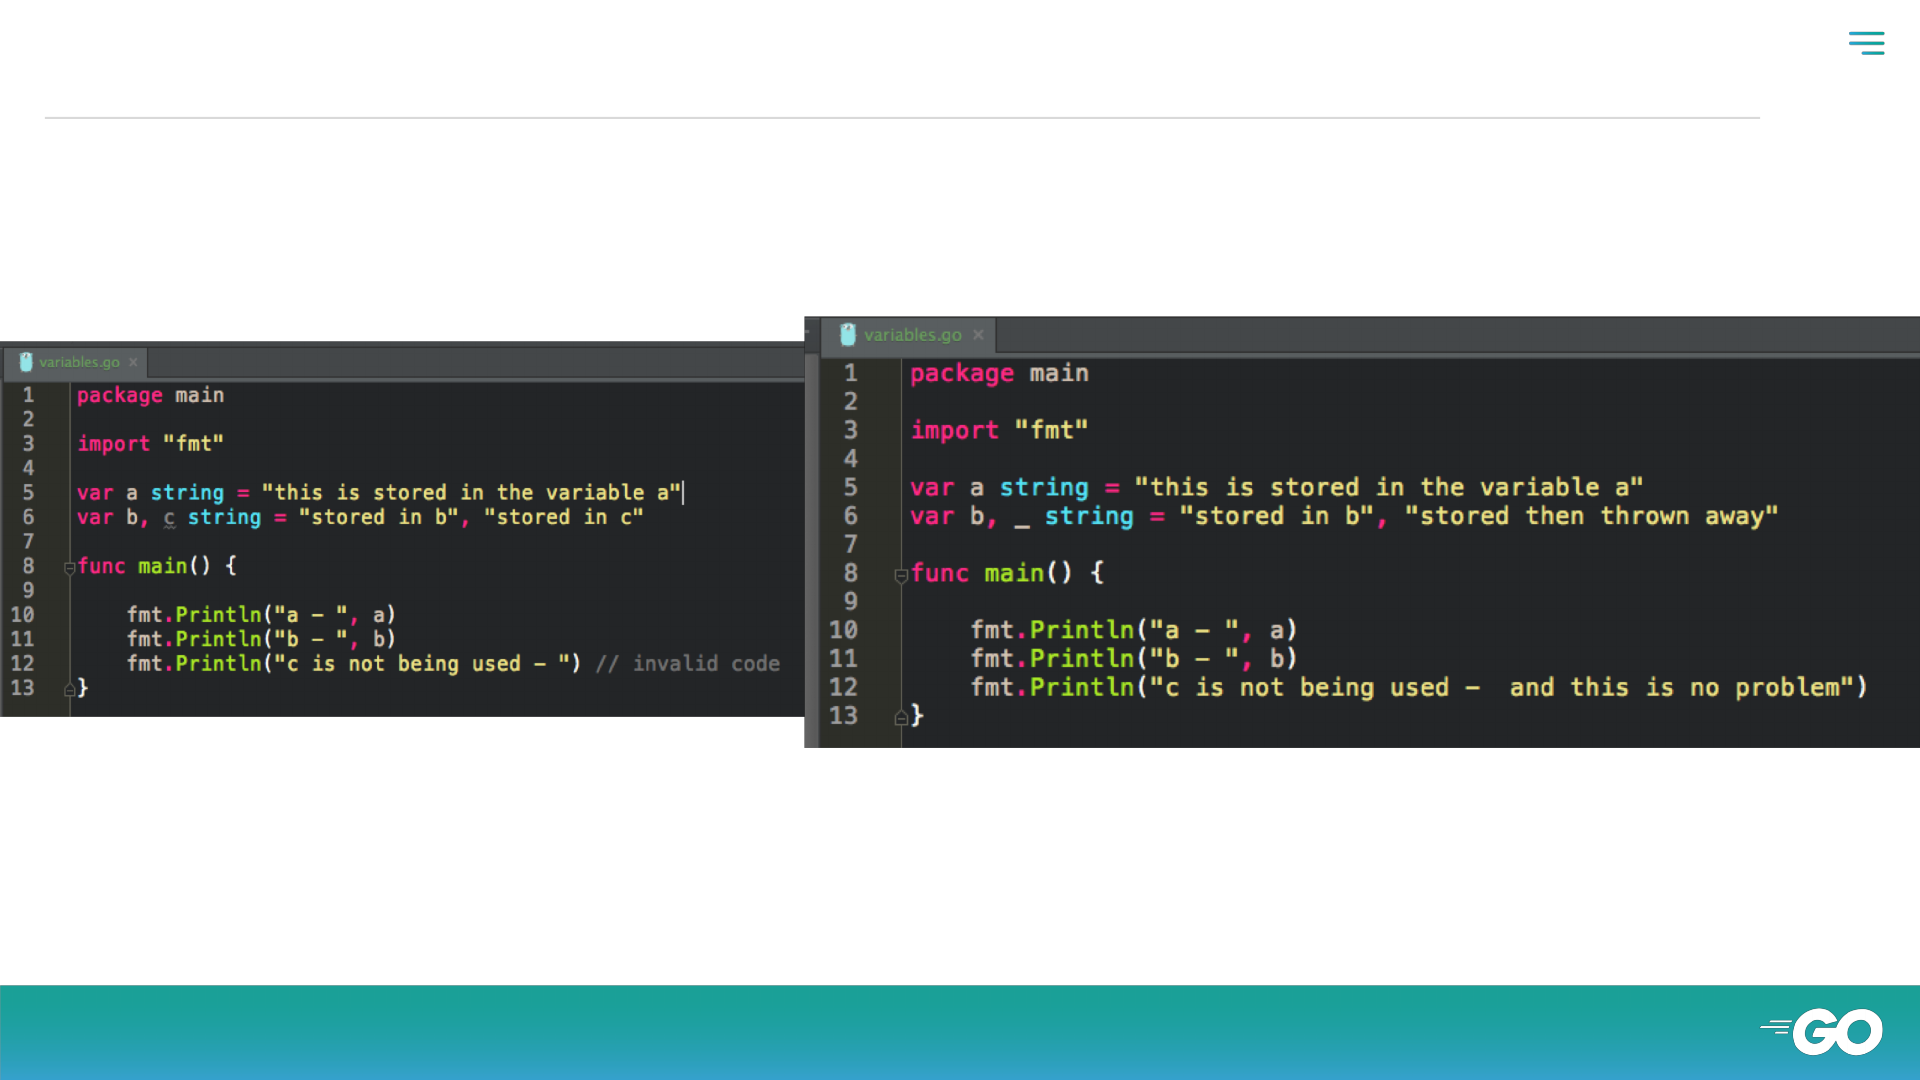 variables.go ×
1 package main
2
3 import "fmt"
4
5 var a string = "this is stored in the variable a"
6 var b, c string = "stored in b", "stored in c"
7
8 func main() {
9
10 fmt.Println("a – ", a)
11 fmt.Println("b – ", b)
12 fmt.Println("c is not being used – ") // invalid code
13 }
variables.go ×
1 package main
2
3 import "fmt"
4
5 var a string = "this is stored in the variable a"
6 var b, _ string = "stored in b", "stored then thrown away"
7
8 func main() {
9
10 fmt.Println("a – ", a)
11 fmt.Println("b – ", b)
12 fmt.Println("c is not being used –  and this is no problem")
13 }
GO